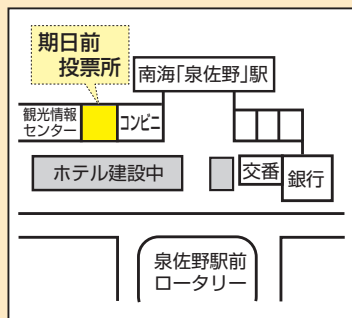 期日前
投票所
南海「泉佐野」駅
観光情報
センター
コンビニ
ホテル建設中
交番
銀行
泉佐野駅前
ロータリー